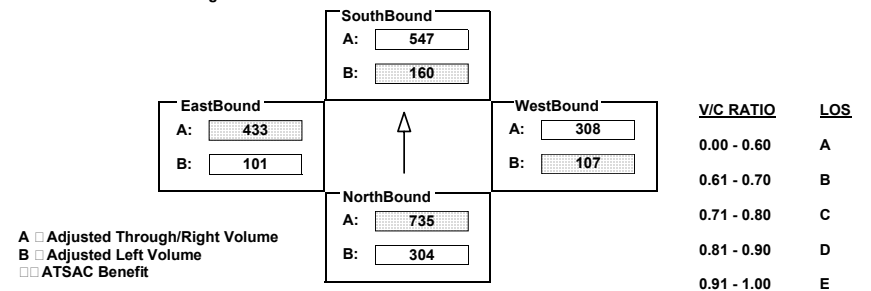 SouthBound
A: 547
B: 160
EastBound
A: 433
B: 101
WestBound
A: 308
B: 107
NorthBound
A: 735
B: 304
A □ Adjusted Through/Right Volume
B □ Adjusted Left Volume
□□ ATSAC Benefit
V/C RATIO LOS
0.00 - 0.60 A
0.61 - 0.70 B
0.71 - 0.80 C
0.81 - 0.90 D
0.91 - 1.00 E